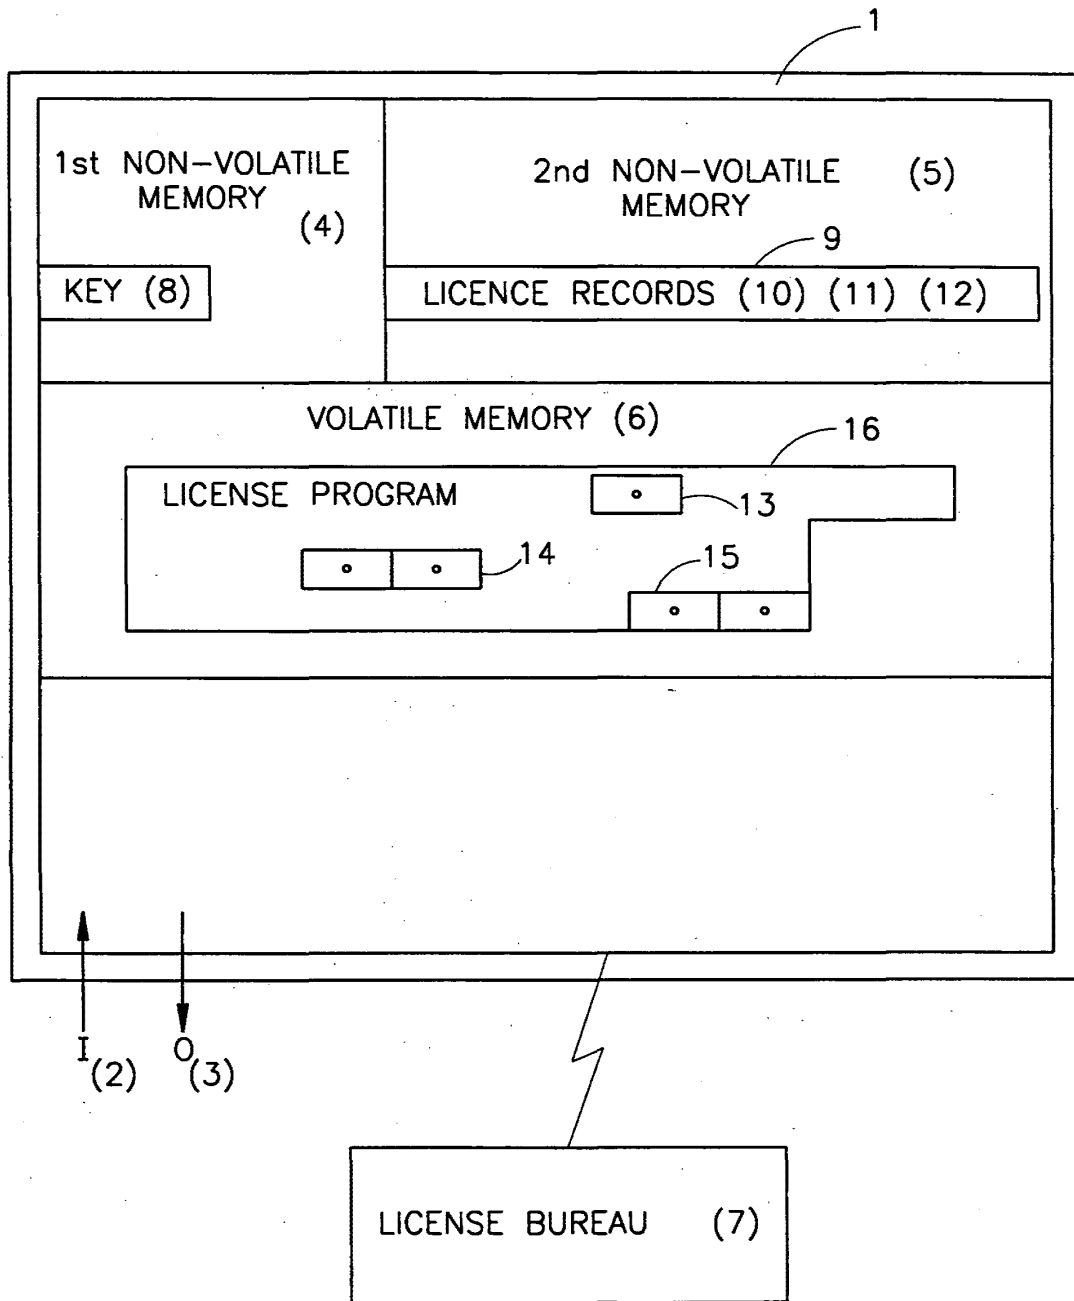 1
1st NON-VOLATILE
MEMORY
(4)
2nd NON-VOLATILE (5)
MEMORY
9
KEY (8)
LICENCE RECORDS (10) (11) (12)
VOLATILE MEMORY (6)
16
LICENSE PROGRAM
13
14
15
I
(2)
O
(3)
LICENSE BUREAU (7)